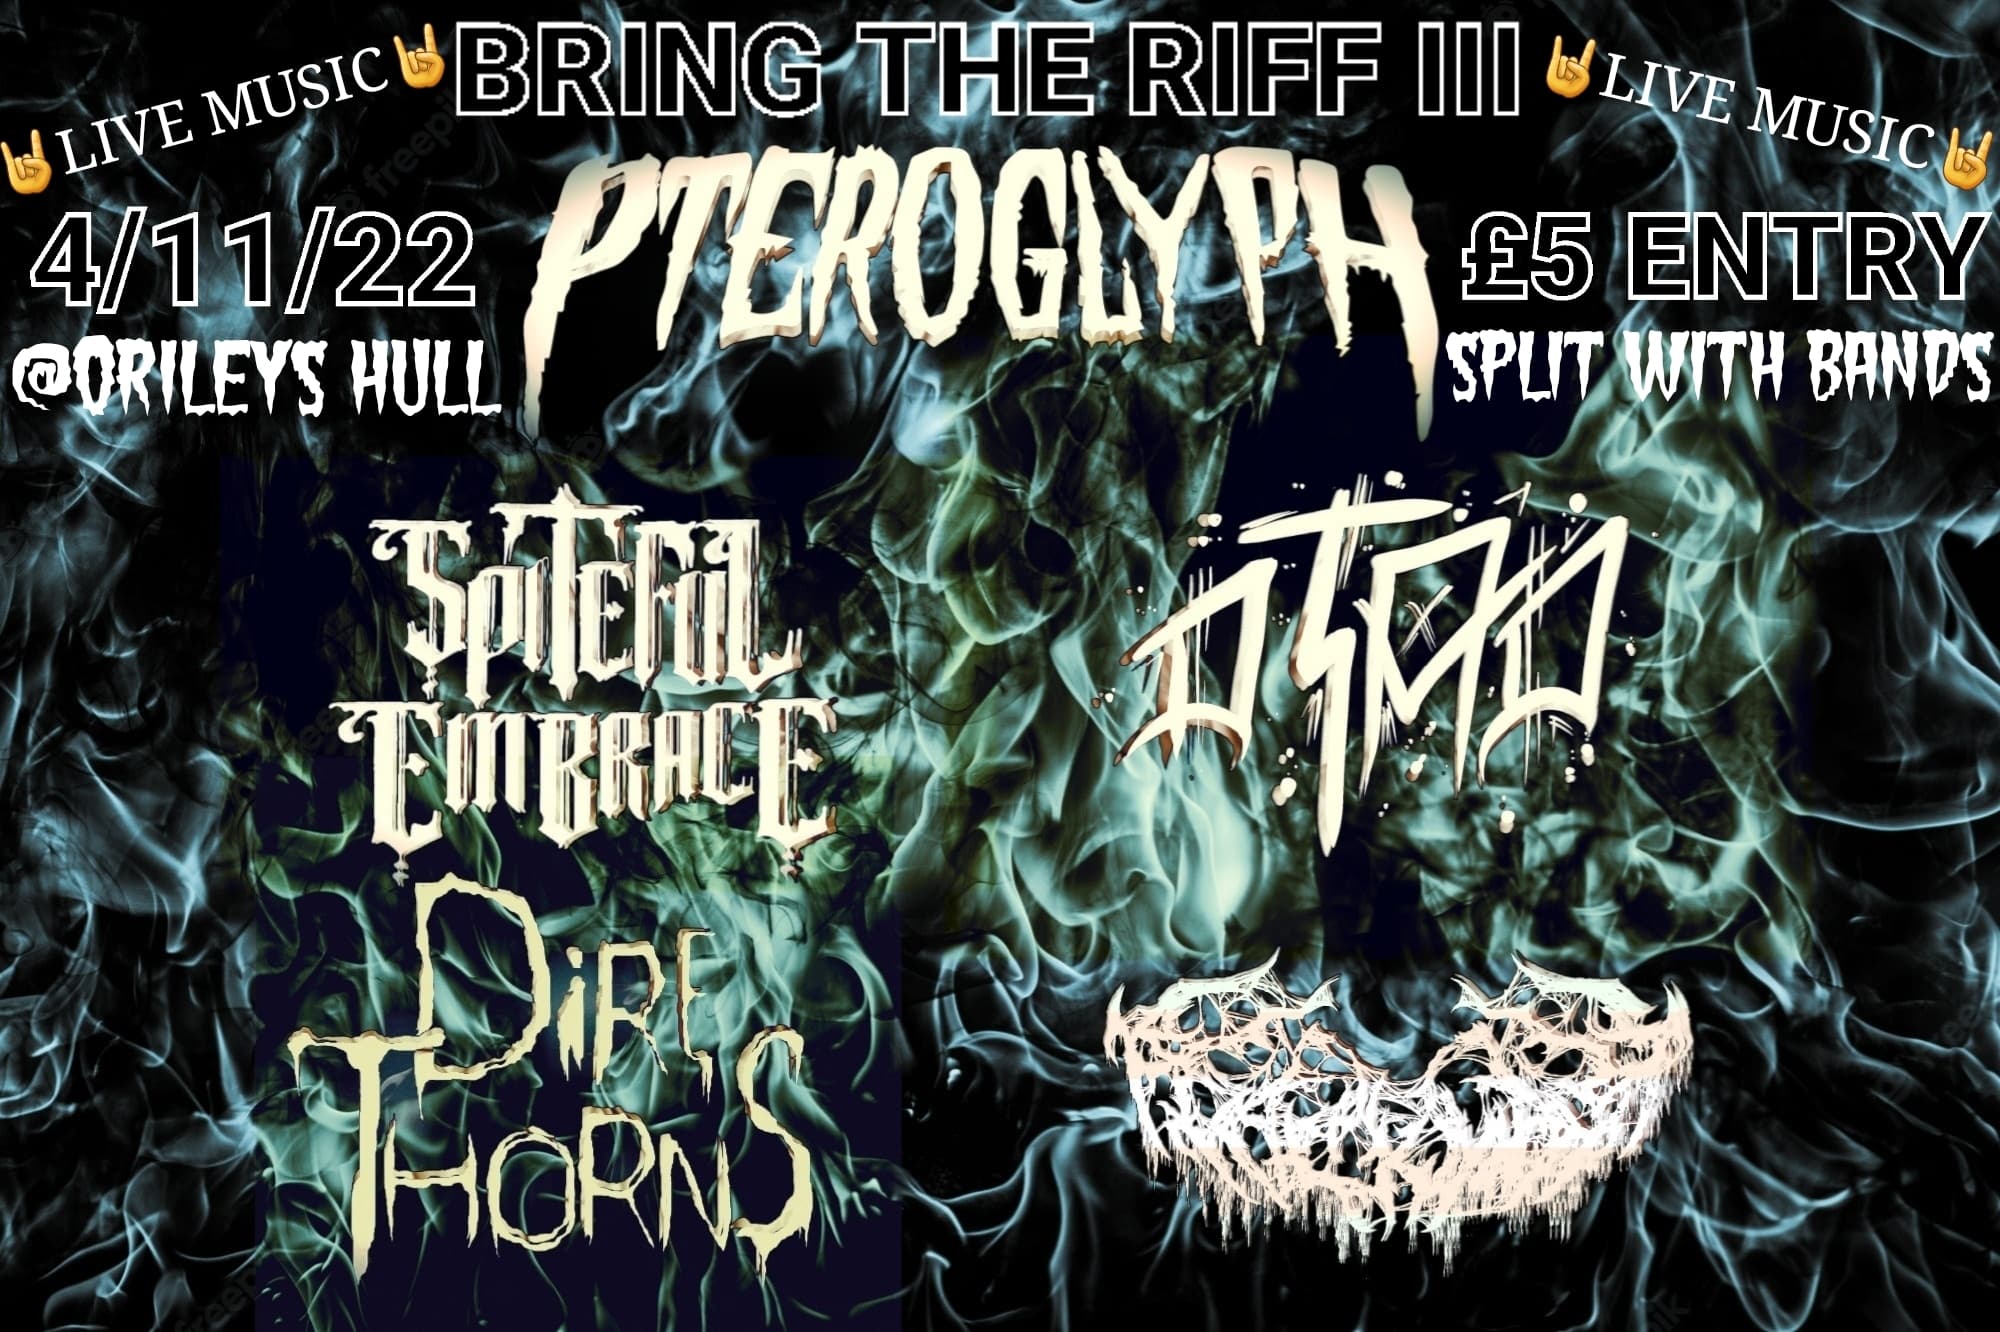 LIVE MUSIC
BRING THE RIFF III
LIVE MUSIC
4/11/22
@ORILEYS HULL
PTEROGLYPH
£5 ENTRY
SPLIT WITH BANDS
SPITEFUL
EMBRACE
DIRE
THORNS